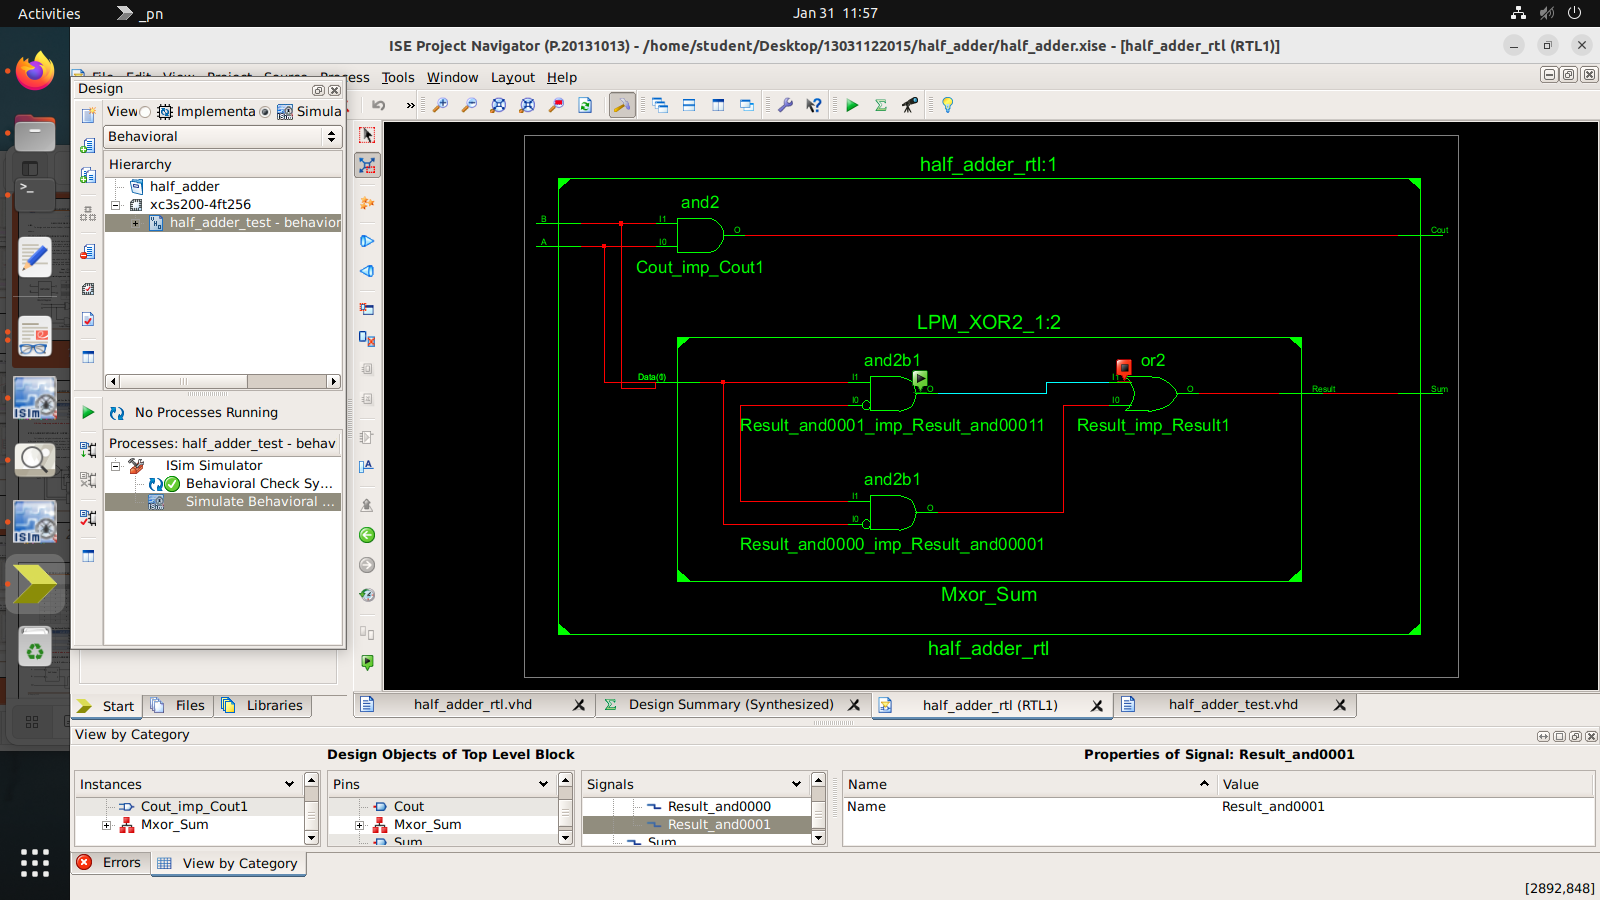 Activities
_pn
Jan 31 11:57
ISE Project Navigator (P.20131013) - /home/student/Desktop/13031122015/half_adder/half_adder.xise - [half_adder_rtl (RTL1)]
File Edit View Project Source Process Tools Window Layout Help
Design
View Implementa Simula
Behavioral
Hierarchy
half_adder
xc3s200-4ft256
half_adder_test - behavior
No Processes Running
Processes: half_adder_test - behav
ISim Simulator
Behavioral Check Sy...
Simulate Behavioral ...
Start
Files
Libraries
half_adder_rtl:1
and2
B
I1
O
A
I0
Cout
Cout_imp_Cout1
LPM_XOR2_1:2
and2b1
or2
I1
O
I1
O
Result
Sum
I0
I0
Result_and0001_imp_Result_and00011
Result_imp_Result1
and2b1
I1
O
I0
Result_and0000_imp_Result_and00001
Mxor_Sum
half_adder_rtl
half_adder_rtl.vhd
Design Summary (Synthesized)
half_adder_rtl (RTL1)
half_adder_test.vhd
View by Category
Design Objects of Top Level Block
Properties of Signal: Result_and0001
Instances
Cout_imp_Cout1
Mxor_Sum
Pins
Cout
Mxor_Sum
Sum
Signals
Result_and0000
Result_and0001
Sum
Name Value
Name Result_and0001
Errors
View by Category
[2892,848]